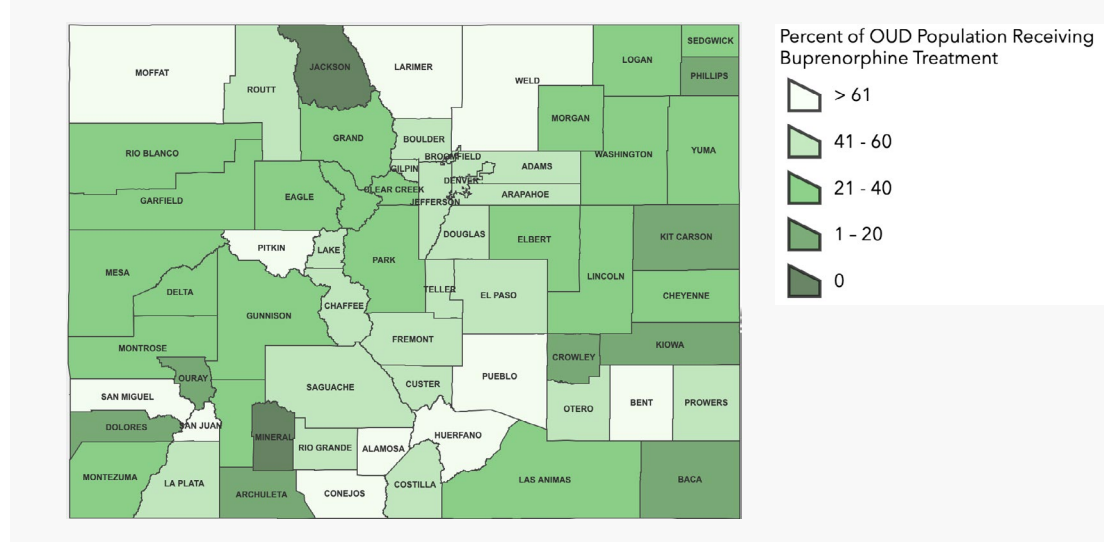 Percent of OUD Population Receiving
Buprenorphine Treatment
> 61
41 - 60
21 - 40
1 – 20
0
MOFFAT
ROUTT
JACKSON
LARIMER
WELD
LOGAN
SEDGWICK
PHILLIPS
MORGAN
RIO BLANCO
GRAND
BOULDER
BROOMFIELD
WASHINGTON
YUMA
GILPIN
ADAMS
DENVER
CLEAR CREEK
GARFIELD
EAGLE
JEFFERSON
ARAPAHOE
PITKIN
LAKE
PARK
DOUGLAS
ELBERT
KIT CARSON
MESA
LINCOLN
DELTA
TELLER
EL PASO
CHEYENNE
CHAFFEE
GUNNISON
FREMONT
KIOWA
MONTROSE
CROWLEY
OURAY
SAGUACHE
CUSTER
PUEBLO
SAN MIGUEL
OTERO
BENT
PROWERS
DOLORES
SAN JUAN
MINERAL
RIO GRANDE
ALAMOSA
HUERFANO
MONTEZUMA
LA PLATA
ARCHULETA
CONEJOS
COSTILLA
LAS ANIMAS
BACA